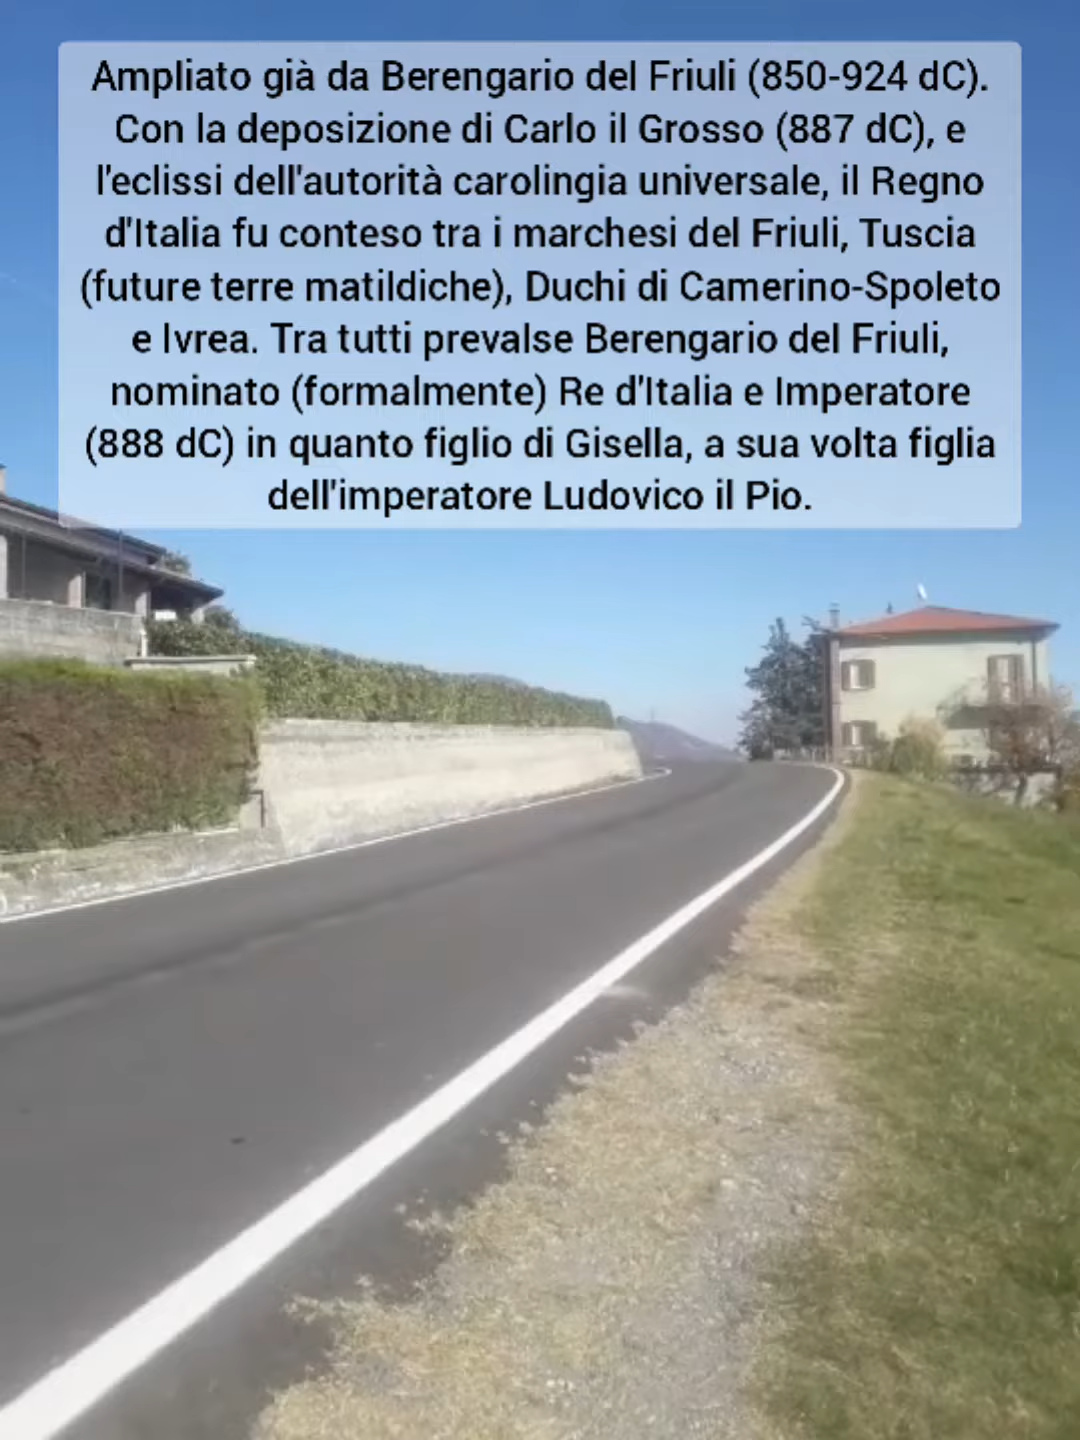 Ampliato già da Berengario del Friuli (850-924 dC).
Con la deposizione di Carlo il Grosso (887 dC), e
l'eclissi dell'autorità carolingia universale, il Regno
d'Italia fu conteso tra i marchesi del Friuli, Tuscia
(future terre matildiche), Duchi di Camerino-Spoleto
e Ivrea. Tra tutti prevalse Berengario del Friuli,
nominato (formalmente) Re d'Italia e Imperatore
(888 dC) in quanto figlio di Gisella, a sua volta figlia
dell'imperatore Ludovico il Pio.